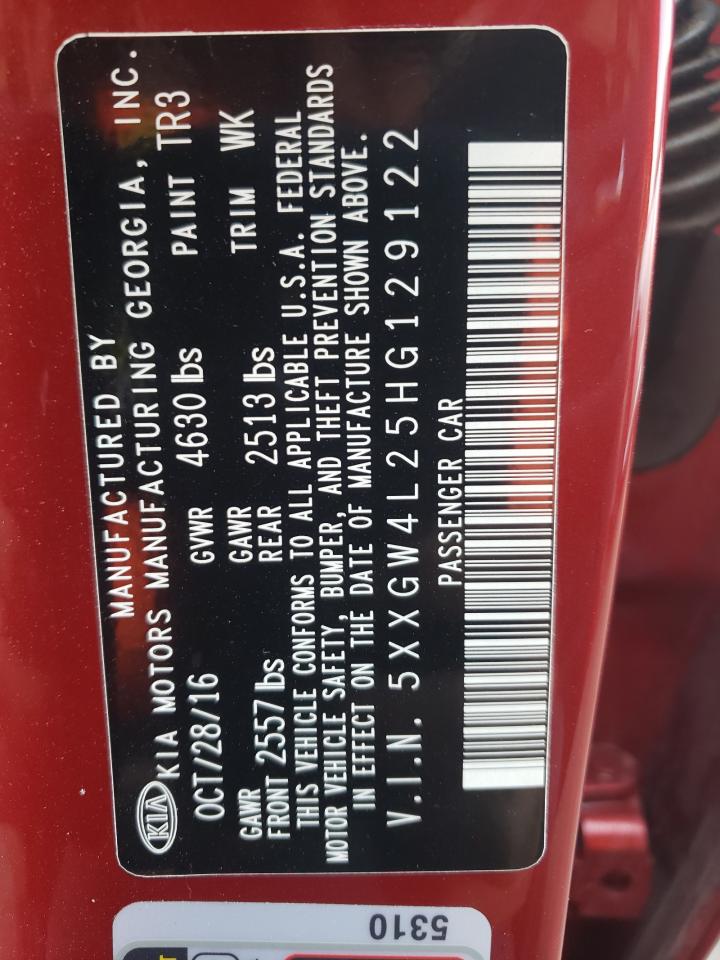 MANUFACTURED BY
KIA KIA MOTORS MANUFACTURING GEORGIA, INC.
OCT/28/16 GVWR 4630 lbs PAINT TR3
GAWR FRONT 2557 lbs GAWR REAR 2513 lbs TRIM WK
THIS VEHICLE CONFORMS TO ALL APPLICABLE U.S.A. FEDERAL
MOTOR VEHICLE SAFETY, BUMPER, AND THEFT PREVENTION STANDARDS
IN EFFECT ON THE DATE OF MANUFACTURE SHOWN ABOVE.
V.I.N. 5XXGW4L25HG129122
PASSENGER CAR
5310